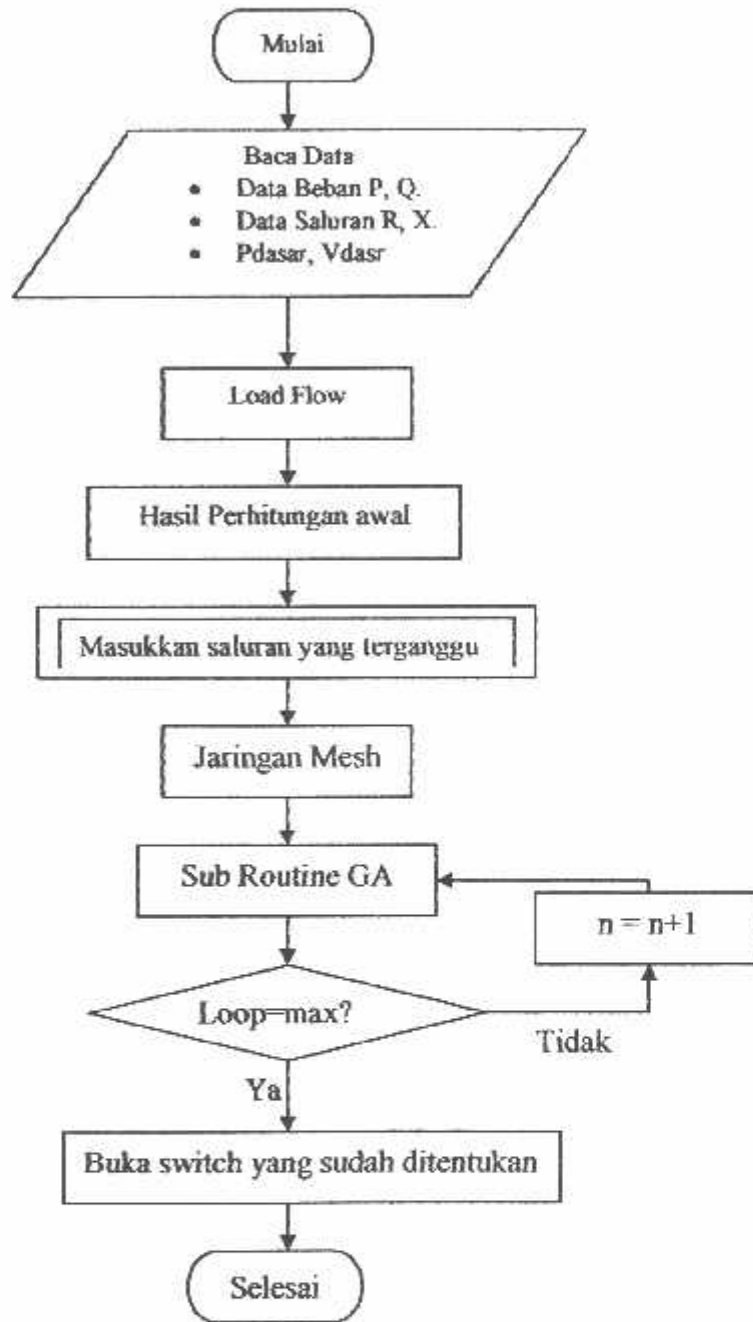 Mulai
Baca Data
• Data Beban P, Q.
• Data Saluran R, X.
• Pdasar, Vdasr
Load Flow
Hasil Perhitungan awal
Masukkan saluran yang terganggu
Jaringan Mesh
Sub Routine GA
n = n+1
Loop=max?
Tidak
Ya
Buka switch yang sudah ditentukan
Selesai